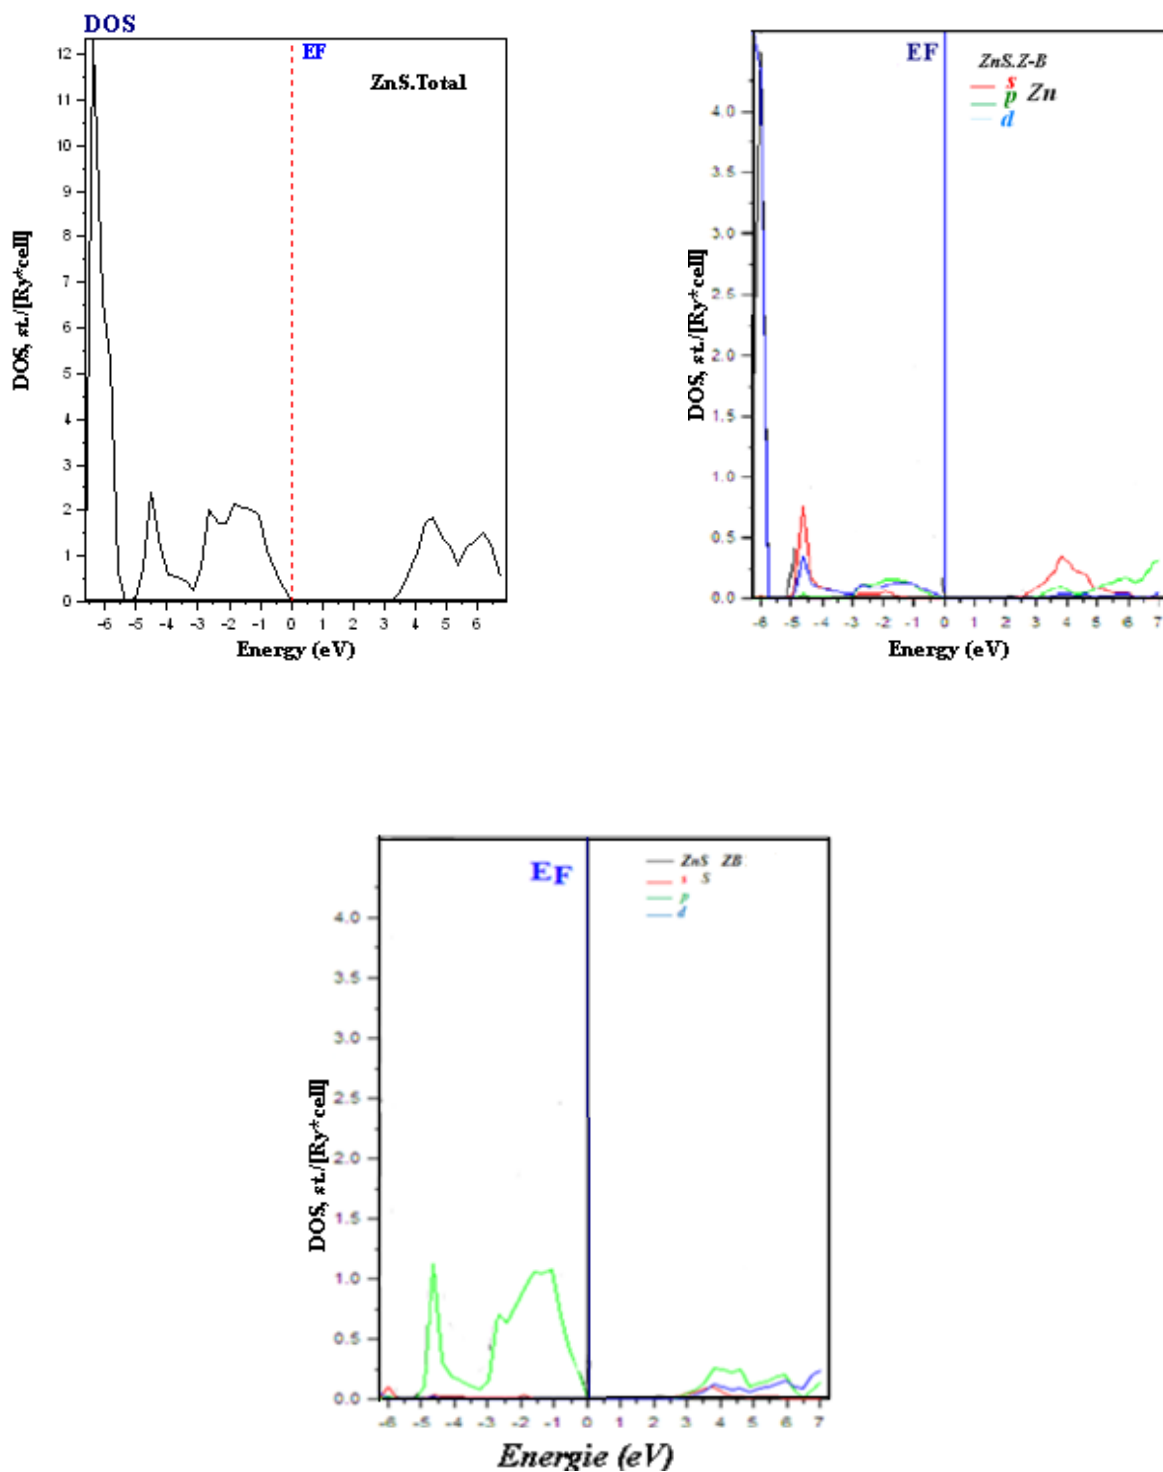 DOS
EF
ZnS.Total
12
11
10
9
8
7
6
5
4
3
2
1
0
DOS, st./[Ry*cell]
-6 -5 -4 -3 -2 -1 0 1 2 3 4 5 6
Energy (eV)
EF
ZnS.Z-B
s
p Zn
d
4.0
3.5
3.0
2.5
2.0
1.5
1.0
0.5
0.0
DOS, st./[Ry*cell]
-6 -5 -4 -3 -2 -1 0 1 2 3 4 5 6 7
Energy (eV)
EF
ZnS ZB
s S
p
d
4.0
3.5
3.0
2.5
2.0
1.5
1.0
0.5
0.0
DOS, st./[Ry*cell]
-6 -5 -4 -3 -2 -1 0 1 2 3 4 5 6 7
Energie (eV)